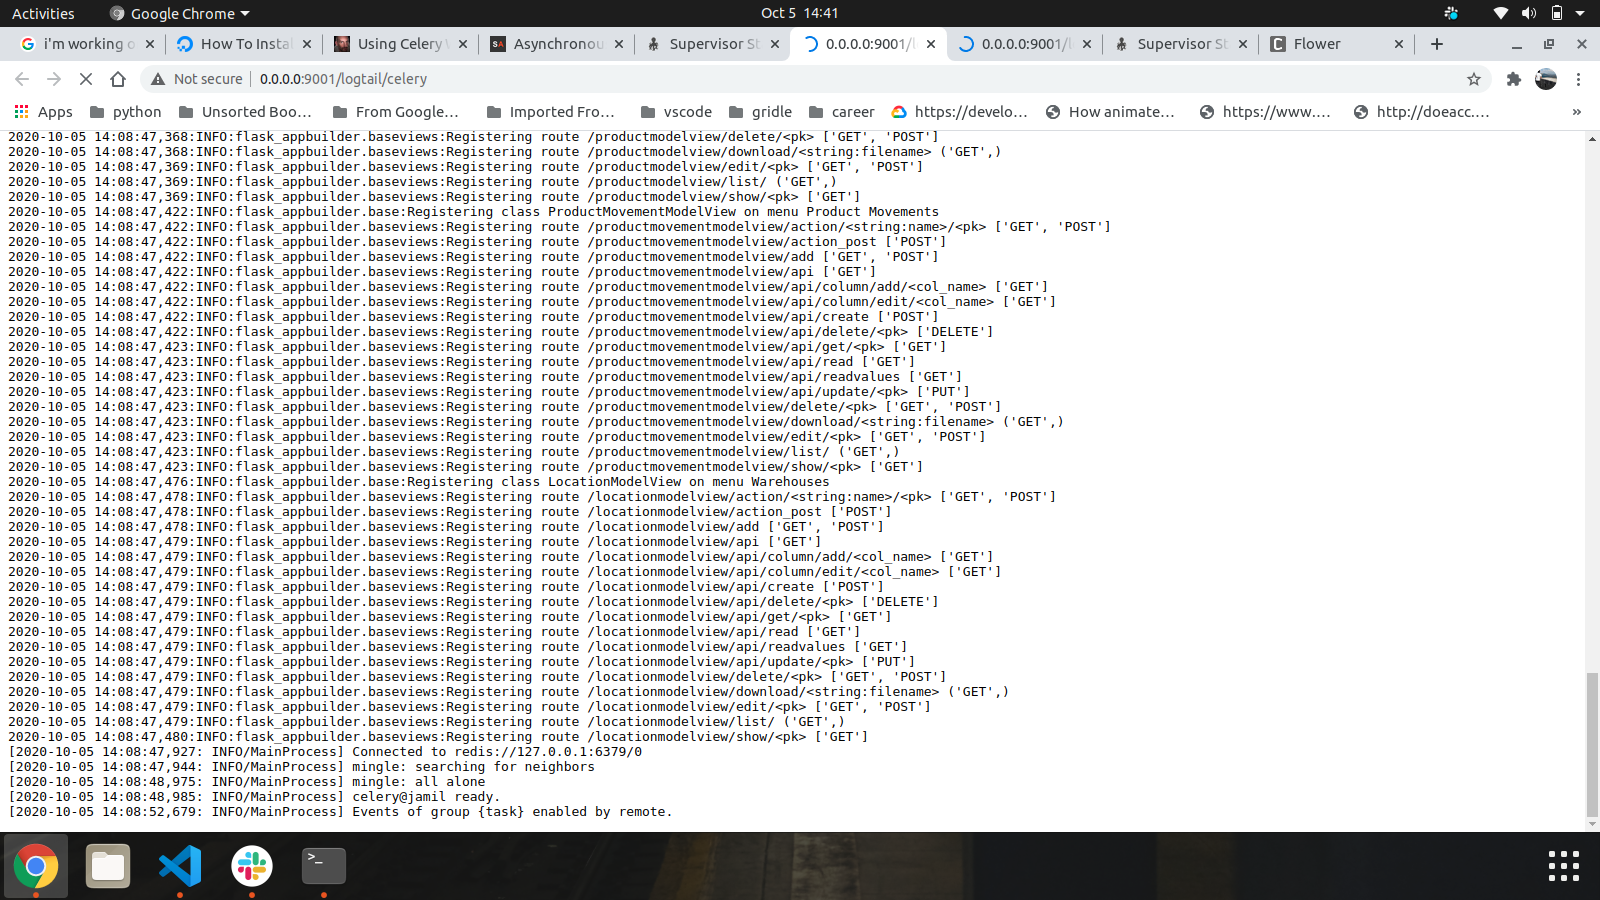 Activities
Google Chrome
Oct 5 14:41
i'm working o
How To Instal
Using Celery
Asynchronou
Supervisor St
0.0.0.0:9001/l
0.0.0.0:9001/l
Supervisor St
Flower
Not secure
0.0.0.0:9001/logtail/celery
Apps
python
Unsorted Boo...
From Google...
Imported Fro...
vscode
gridle
career
https://develo...
How animate...
https://www....
http://doeacc....
»
2020-10-05 14:08:47,368:INFO:flask_appbuilder.baseviews:Registering route /productmodelview/delete/<pk> ['GET', 'POST']
2020-10-05 14:08:47,368:INFO:flask_appbuilder.baseviews:Registering route /productmodelview/download/<string:filename> ('GET',)
2020-10-05 14:08:47,369:INFO:flask_appbuilder.baseviews:Registering route /productmodelview/edit/<pk> ['GET', 'POST']
2020-10-05 14:08:47,369:INFO:flask_appbuilder.baseviews:Registering route /productmodelview/list/ ('GET',)
2020-10-05 14:08:47,369:INFO:flask_appbuilder.baseviews:Registering route /productmodelview/show/<pk> ['GET']
2020-10-05 14:08:47,422:INFO:flask_appbuilder.base:Registering class ProductMovementModelView on menu Product Movements
2020-10-05 14:08:47,422:INFO:flask_appbuilder.baseviews:Registering route /productmovementmodelview/action/<string:name>/<pk> ['GET', 'POST']
2020-10-05 14:08:47,422:INFO:flask_appbuilder.baseviews:Registering route /productmovementmodelview/action_post ['POST']
2020-10-05 14:08:47,422:INFO:flask_appbuilder.baseviews:Registering route /productmovementmodelview/add ['GET', 'POST']
2020-10-05 14:08:47,422:INFO:flask_appbuilder.baseviews:Registering route /productmovementmodelview/api ['GET']
2020-10-05 14:08:47,422:INFO:flask_appbuilder.baseviews:Registering route /productmovementmodelview/api/column/add/<col_name> ['GET']
2020-10-05 14:08:47,422:INFO:flask_appbuilder.baseviews:Registering route /productmovementmodelview/api/column/edit/<col_name> ['GET']
2020-10-05 14:08:47,422:INFO:flask_appbuilder.baseviews:Registering route /productmovementmodelview/api/create ['POST']
2020-10-05 14:08:47,422:INFO:flask_appbuilder.baseviews:Registering route /productmovementmodelview/api/delete/<pk> ['DELETE']
2020-10-05 14:08:47,423:INFO:flask_appbuilder.baseviews:Registering route /productmovementmodelview/api/get/<pk> ['GET']
2020-10-05 14:08:47,423:INFO:flask_appbuilder.baseviews:Registering route /productmovementmodelview/api/read ['GET']
2020-10-05 14:08:47,423:INFO:flask_appbuilder.baseviews:Registering route /productmovementmodelview/api/readvalues ['GET']
2020-10-05 14:08:47,423:INFO:flask_appbuilder.baseviews:Registering route /productmovementmodelview/api/update/<pk> ['PUT']
2020-10-05 14:08:47,423:INFO:flask_appbuilder.baseviews:Registering route /productmovementmodelview/delete/<pk> ['GET', 'POST']
2020-10-05 14:08:47,423:INFO:flask_appbuilder.baseviews:Registering route /productmovementmodelview/download/<string:filename> ('GET',)
2020-10-05 14:08:47,423:INFO:flask_appbuilder.baseviews:Registering route /productmovementmodelview/edit/<pk> ['GET', 'POST']
2020-10-05 14:08:47,423:INFO:flask_appbuilder.baseviews:Registering route /productmovementmodelview/list/ ('GET',)
2020-10-05 14:08:47,423:INFO:flask_appbuilder.baseviews:Registering route /productmovementmodelview/show/<pk> ['GET']
2020-10-05 14:08:47,476:INFO:flask_appbuilder.base:Registering class LocationModelView on menu Warehouses
2020-10-05 14:08:47,478:INFO:flask_appbuilder.baseviews:Registering route /locationmodelview/action/<string:name>/<pk> ['GET', 'POST']
2020-10-05 14:08:47,478:INFO:flask_appbuilder.baseviews:Registering route /locationmodelview/action_post ['POST']
2020-10-05 14:08:47,478:INFO:flask_appbuilder.baseviews:Registering route /locationmodelview/add ['GET', 'POST']
2020-10-05 14:08:47,479:INFO:flask_appbuilder.baseviews:Registering route /locationmodelview/api ['GET']
2020-10-05 14:08:47,479:INFO:flask_appbuilder.baseviews:Registering route /locationmodelview/api/column/add/<col_name> ['GET']
2020-10-05 14:08:47,479:INFO:flask_appbuilder.baseviews:Registering route /locationmodelview/api/column/edit/<col_name> ['GET']
2020-10-05 14:08:47,479:INFO:flask_appbuilder.baseviews:Registering route /locationmodelview/api/create ['POST']
2020-10-05 14:08:47,479:INFO:flask_appbuilder.baseviews:Registering route /locationmodelview/api/delete/<pk> ['DELETE']
2020-10-05 14:08:47,479:INFO:flask_appbuilder.baseviews:Registering route /locationmodelview/api/get/<pk> ['GET']
2020-10-05 14:08:47,479:INFO:flask_appbuilder.baseviews:Registering route /locationmodelview/api/read ['GET']
2020-10-05 14:08:47,479:INFO:flask_appbuilder.baseviews:Registering route /locationmodelview/api/readvalues ['GET']
2020-10-05 14:08:47,479:INFO:flask_appbuilder.baseviews:Registering route /locationmodelview/api/update/<pk> ['PUT']
2020-10-05 14:08:47,479:INFO:flask_appbuilder.baseviews:Registering route /locationmodelview/delete/<pk> ['GET', 'POST']
2020-10-05 14:08:47,479:INFO:flask_appbuilder.baseviews:Registering route /locationmodelview/download/<string:filename> ('GET',)
2020-10-05 14:08:47,479:INFO:flask_appbuilder.baseviews:Registering route /locationmodelview/edit/<pk> ['GET', 'POST']
2020-10-05 14:08:47,479:INFO:flask_appbuilder.baseviews:Registering route /locationmodelview/list/ ('GET',)
2020-10-05 14:08:47,480:INFO:flask_appbuilder.baseviews:Registering route /locationmodelview/show/<pk> ['GET']
[2020-10-05 14:08:47,927: INFO/MainProcess] Connected to redis://127.0.0.1:6379/0
[2020-10-05 14:08:47,944: INFO/MainProcess] mingle: searching for neighbors
[2020-10-05 14:08:48,975: INFO/MainProcess] mingle: all alone
[2020-10-05 14:08:48,985: INFO/MainProcess] celery@jamil ready.
[2020-10-05 14:08:52,679: INFO/MainProcess] Events of group {task} enabled by remote.